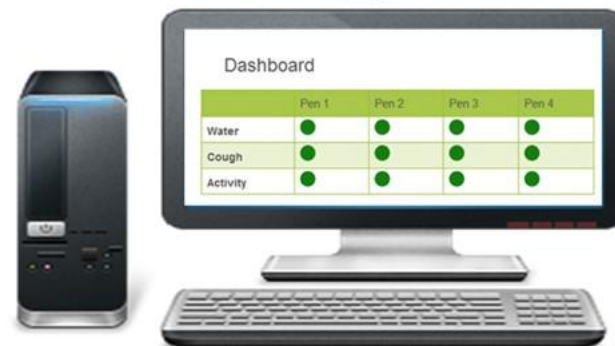 Dashboard
Pen 1 Pen 2 Pen 3 Pen 4
Water
Cough
Activity